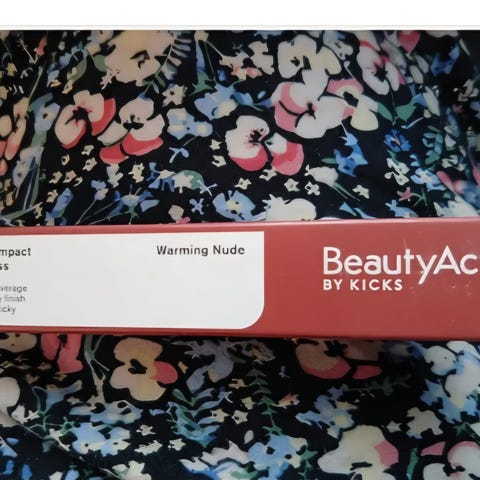 mpact
ss
verage
finish
icky
Warming Nude
BeautyAc
BY KICKS